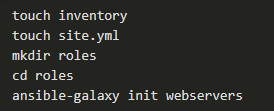 touch inventory
touch site.yml
mkdir roles
cd roles
ansible-galaxy init webservers